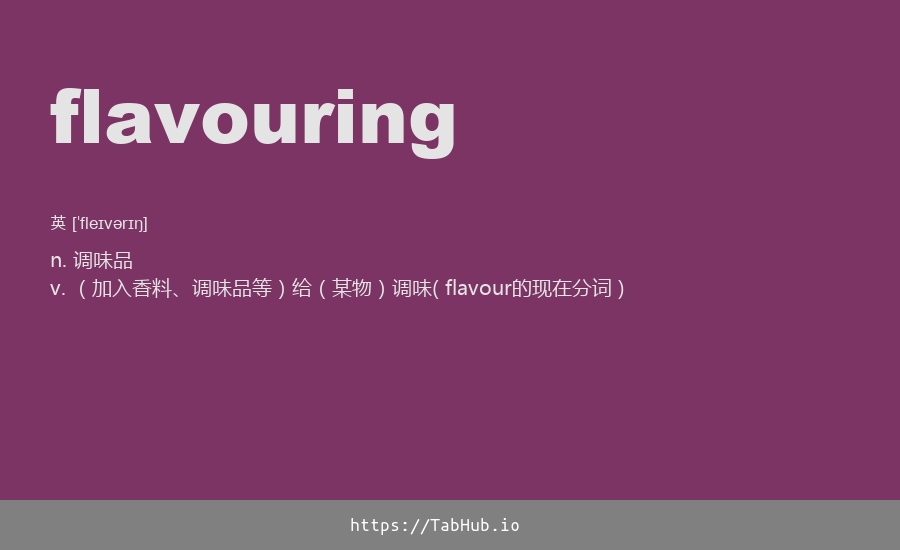 flavouring
英 [ˈfleɪvərɪŋ]
n. 调味品
v. （加入香料、调味品等）给（某物）调味( flavour的现在分词 )
https://TabHub.io